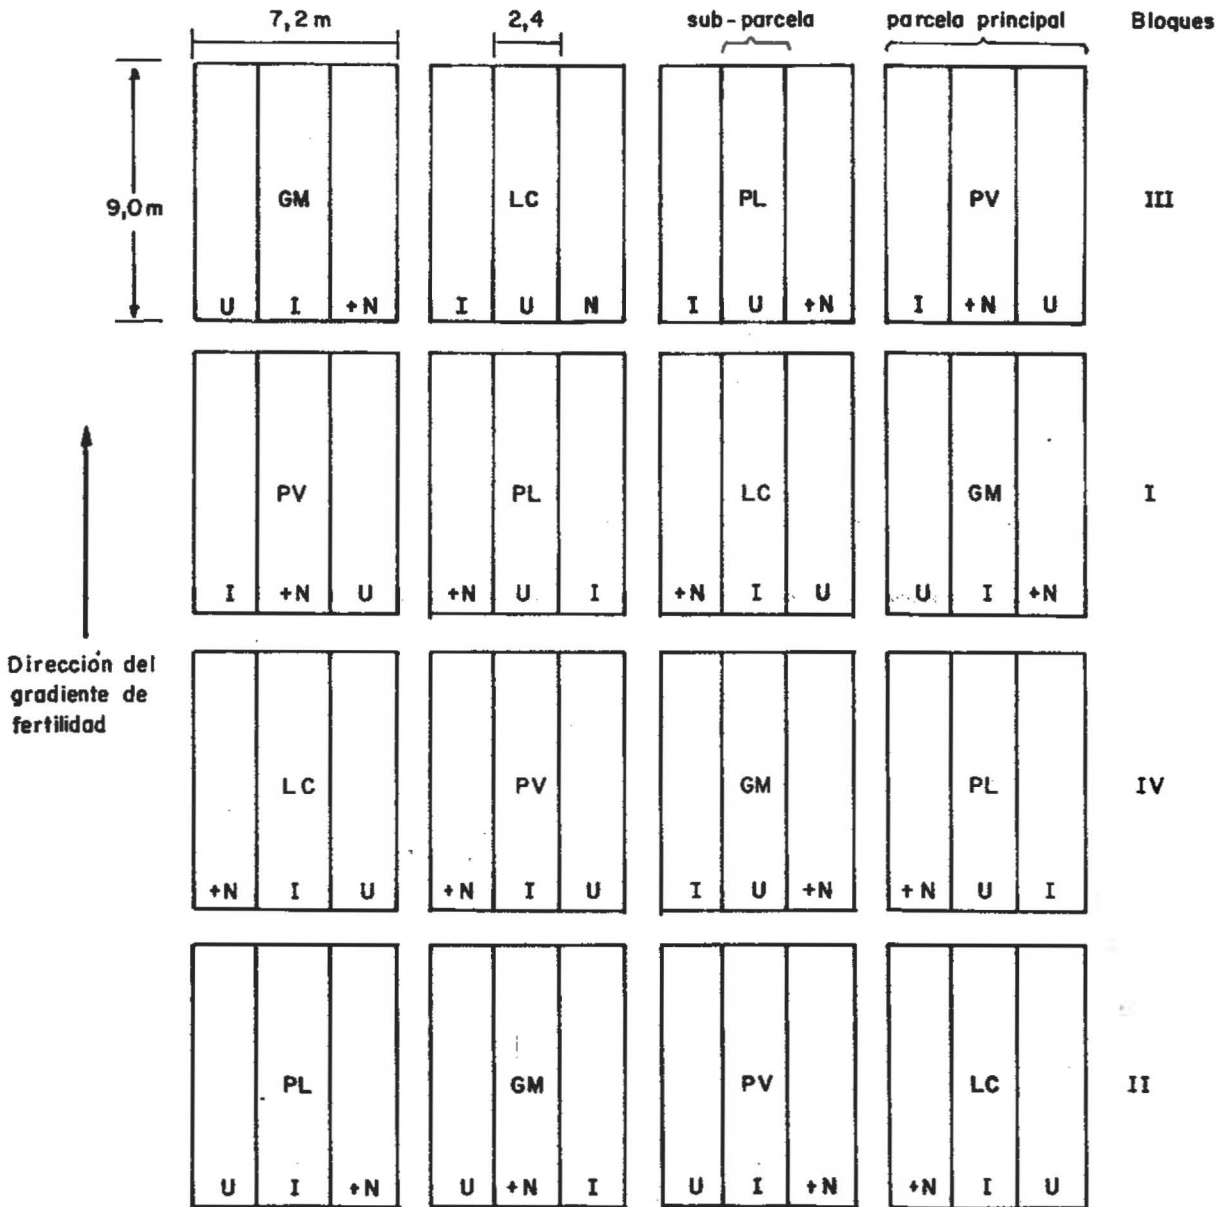 7,2 m 2,4 sub-parcela parcela principal Bloques
9,0 m GM LC PL PV III
U I +N I U N I U +N I +N U
PV PL LC GM I
I +N U +N U I +N I U U I +N
Dirección del
gradiente de
fertilidad
LC PV GM PL IV
+N I U +N I U I U +N +N U I
PL GM PV LC II
U I +N U +N I U I +N +N I U